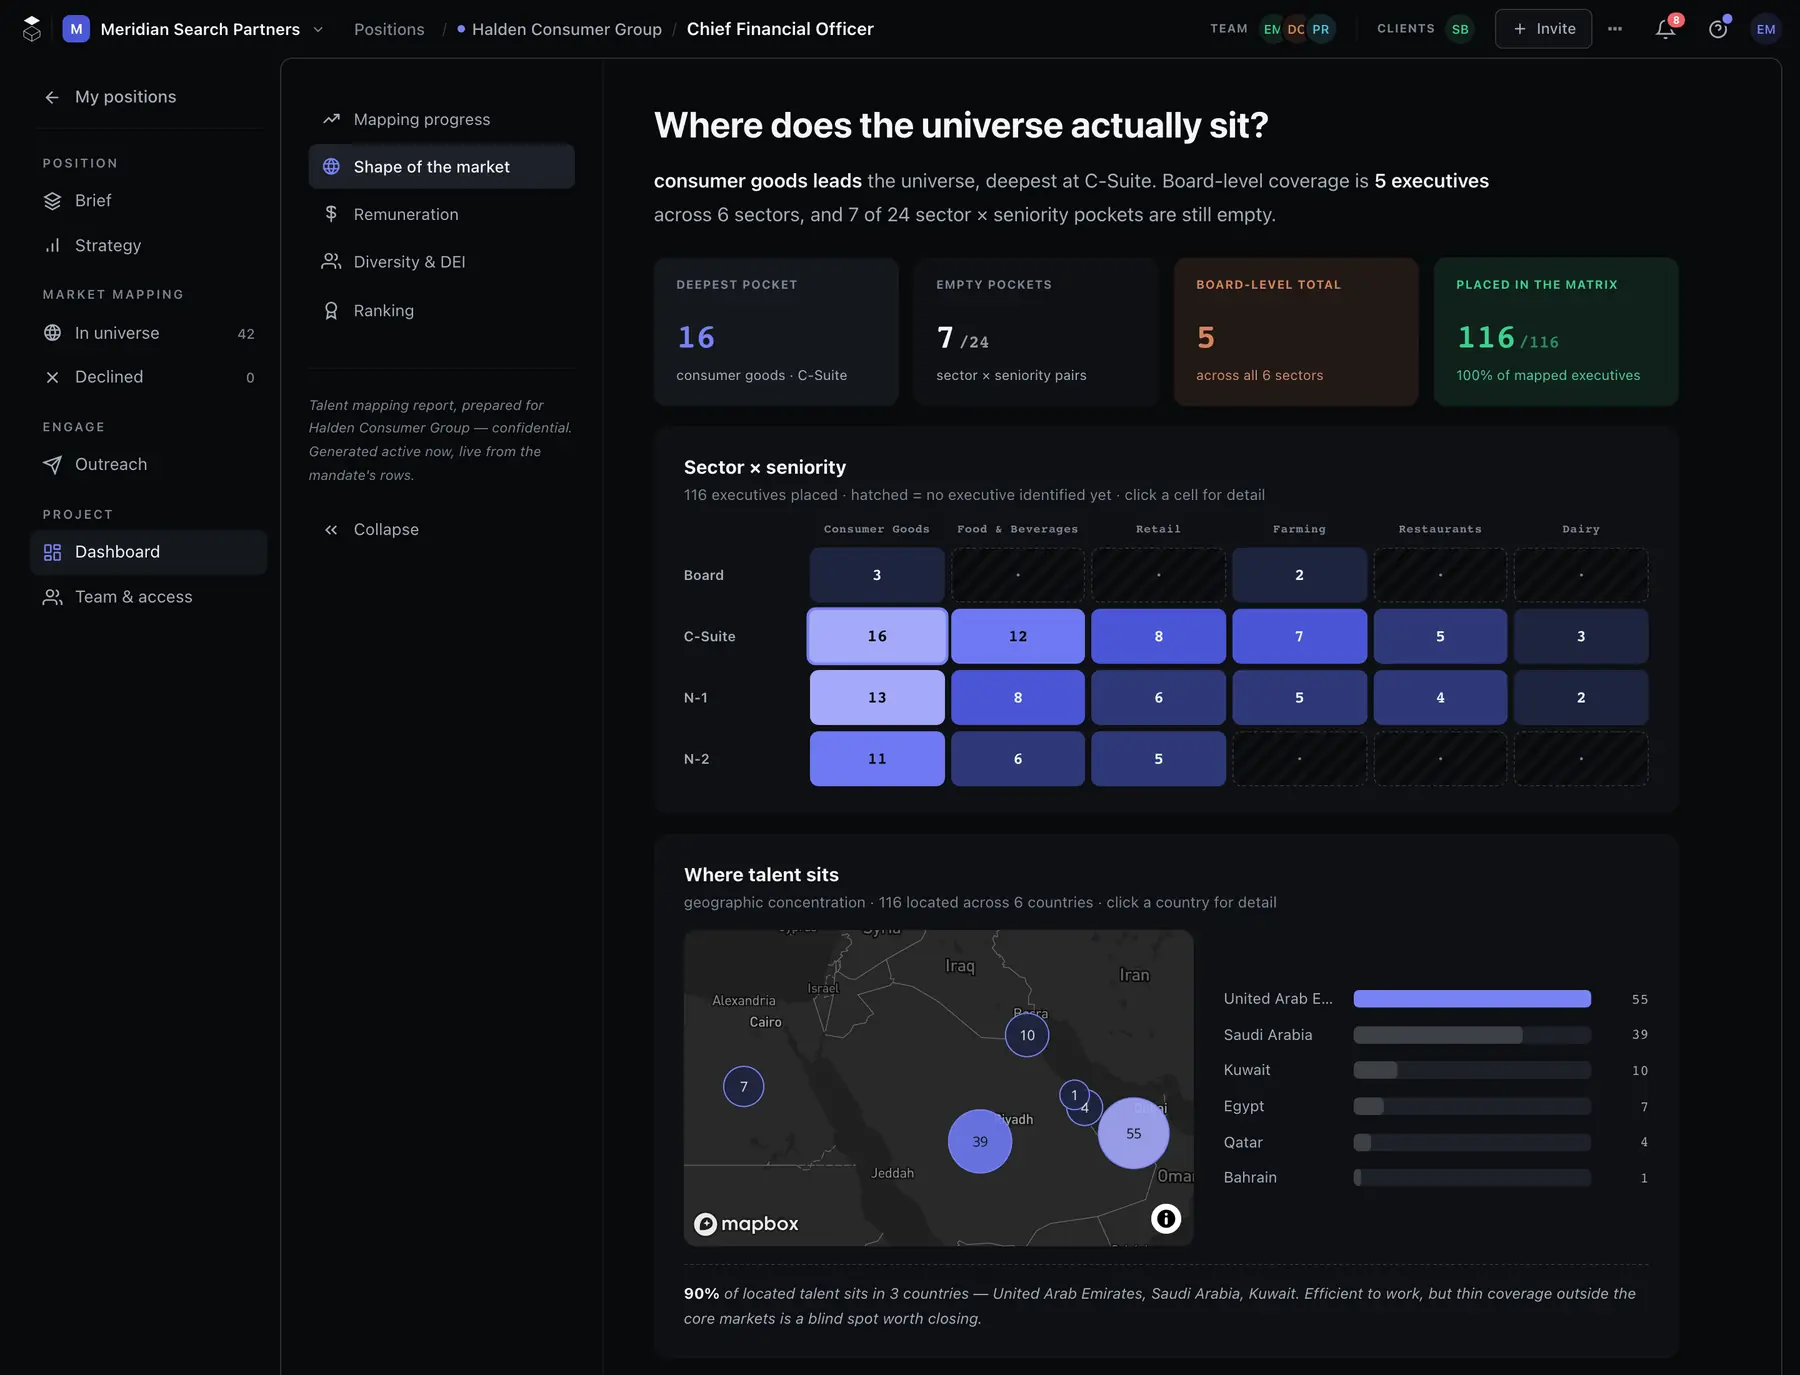 M Meridian Search Partners Positions / Halden Consumer Group / Chief Financial Officer
TEAM EM DC PR CLIENTS SB + Invite 8 EM
My positions
POSITION
Brief
Strategy
MARKET MAPPING
In universe 42
Declined 0
ENGAGE
Outreach
PROJECT
Dashboard
Team & access
Mapping progress
Shape of the market
Remuneration
Diversity & DEI
Ranking
Talent mapping report, prepared for
Halden Consumer Group — confidential.
Generated active now, live from the
mandate's rows.
Collapse
Where does the universe actually sit?
consumer goods leads the universe, deepest at C-Suite. Board-level coverage is 5 executives
across 6 sectors, and 7 of 24 sector × seniority pockets are still empty.
DEEPEST POCKET
16
consumer goods · C-Suite
EMPTY POCKETS
7 /24
sector × seniority pairs
BOARD-LEVEL TOTAL
5
across all 6 sectors
PLACED IN THE MATRIX
116 /116
100% of mapped executives
Sector × seniority
116 executives placed · hatched = no executive identified yet · click a cell for detail
Consumer Goods Food & Beverages Retail Farming Restaurants Dairy
Board 3 · · 2 · ·
C-Suite 16 12 8 7 5 3
N-1 13 8 6 5 4 2
N-2 11 6 5 · · ·
Where talent sits
geographic concentration · 116 located across 6 countries · click a country for detail
Cyprus
Syria
Iraq
Iran
Israel
Alexandria
Cairo
Basra
10
7
1
4
Dubai
Riyadh
39
55
Jeddah
Oman
mapbox
United Arab E... 55
Saudi Arabia 39
Kuwait 10
Egypt 7
Qatar 4
Bahrain 1
90% of located talent sits in 3 countries — United Arab Emirates, Saudi Arabia, Kuwait. Efficient to work, but thin coverage outside the
core markets is a blind spot worth closing.